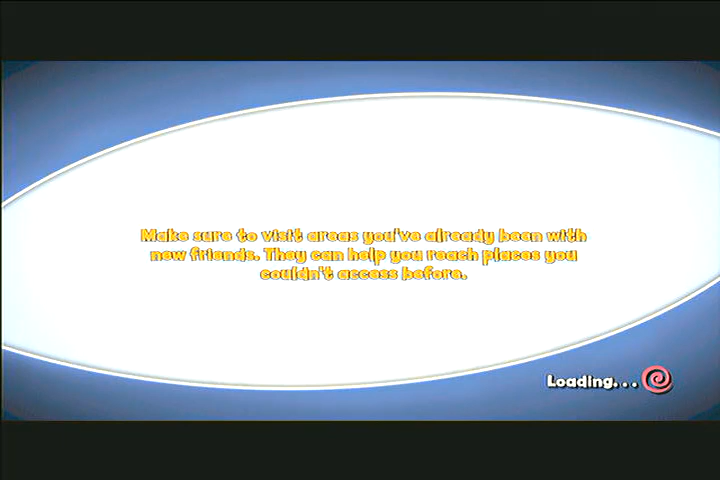 Make sure to visit areas you've already been with
new friends. They can help you reach places you
couldn't access before.
Loading...